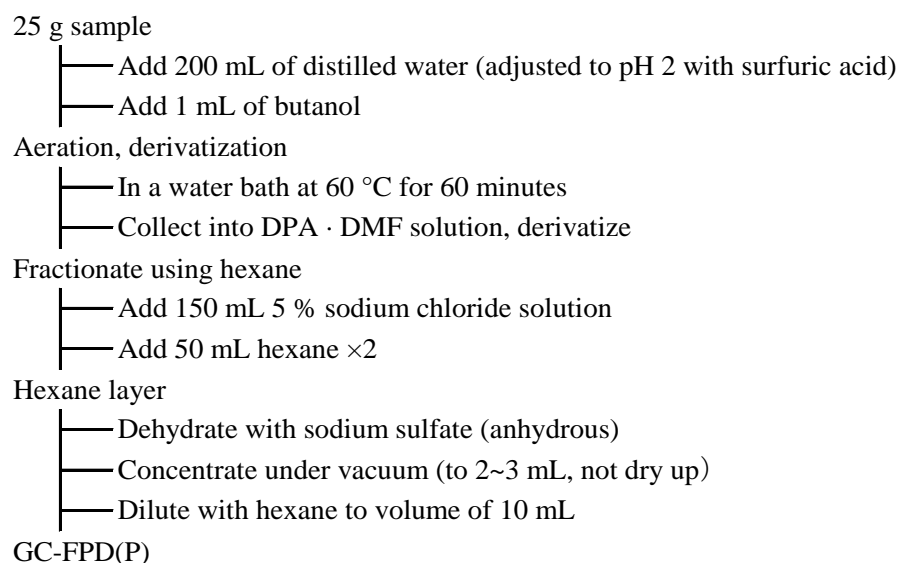 25 g sample
Add 200 mL of distilled water (adjusted to pH 2 with surfuric acid)
Add 1 mL of butanol
Aeration, derivatization
In a water bath at 60 °C for 60 minutes
Collect into DPA · DMF solution, derivatize
Fractionate using hexane
Add 150 mL 5 % sodium chloride solution
Add 50 mL hexane ×2
Hexane layer
Dehydrate with sodium sulfate (anhydrous)
Concentrate under vacuum (to 2~3 mL, not dry up）
Dilute with hexane to volume of 10 mL
GC-FPD(P)